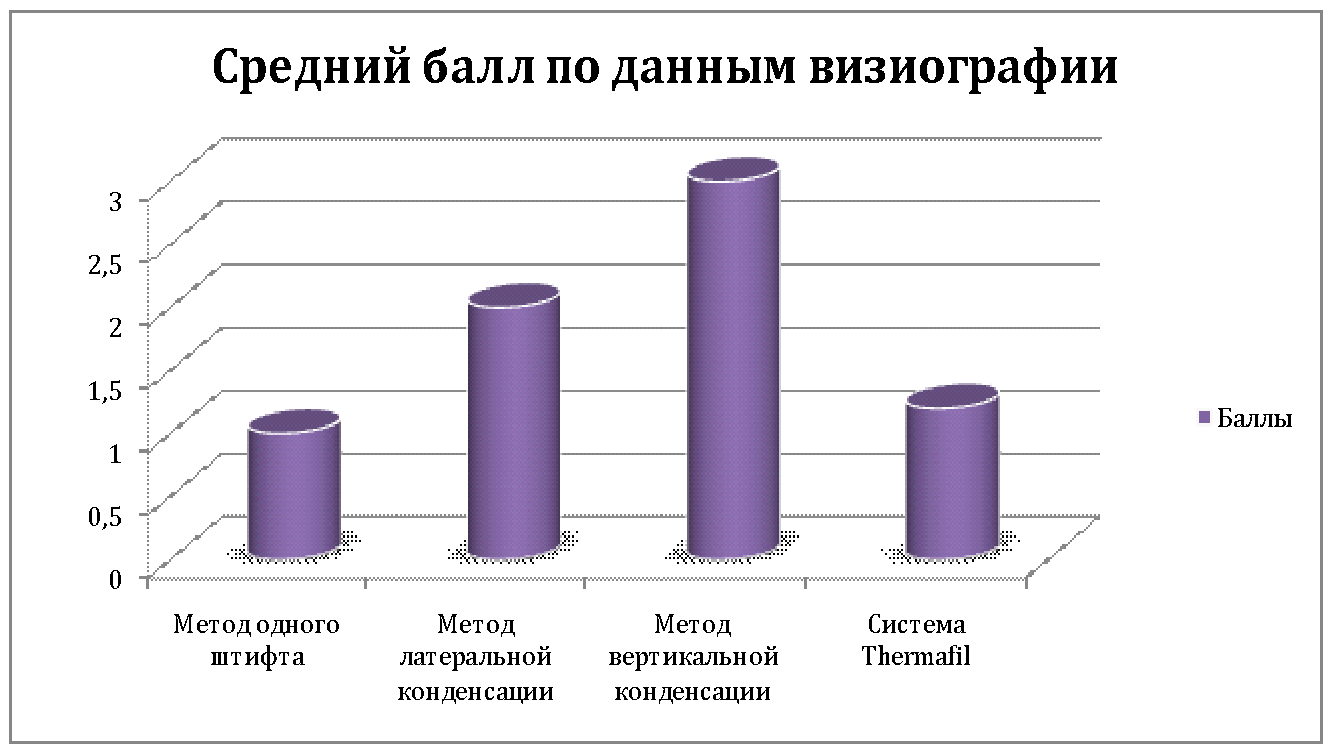 Средний балл по данным визиографии
3
2,5
2
1,5
1
0,5
0
Метод одного
штифта
Метод
латеральной
конденсации
Метод
вертикальной
конденсации
Система
Thermafil
Баллы